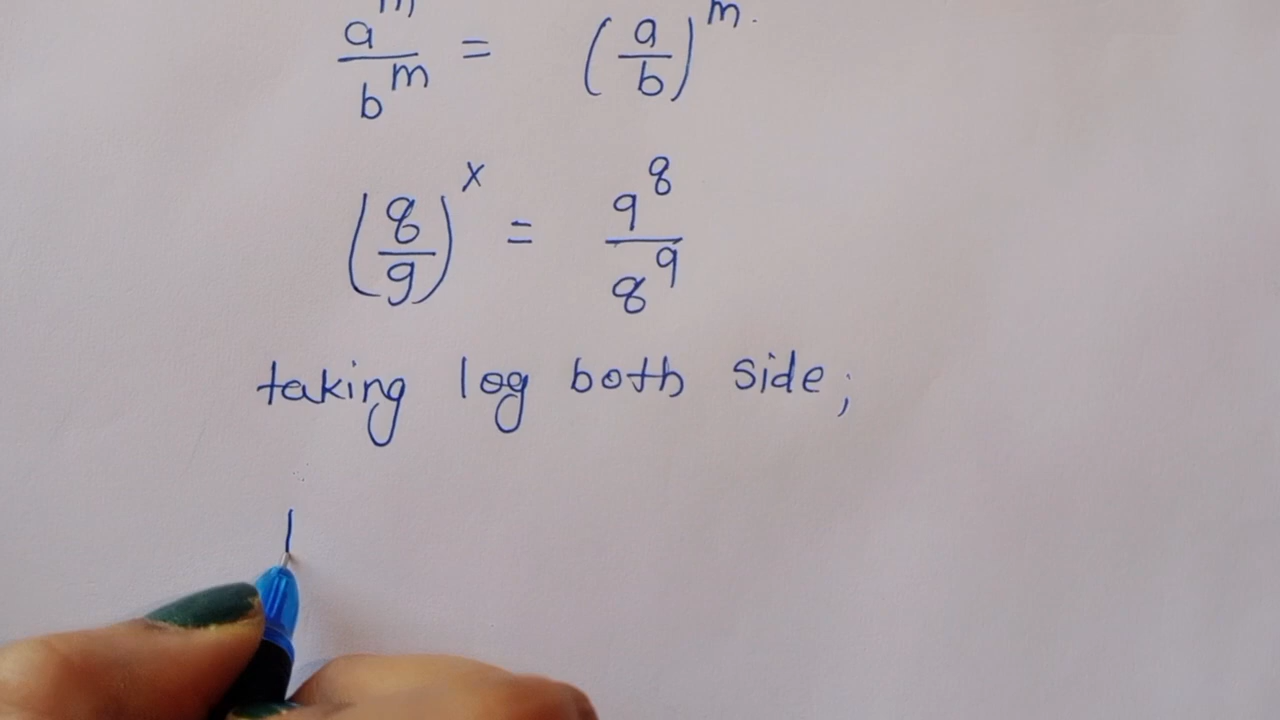 a^m/b^m = (a/b)^m.
(8/9)^x = 9^8/8^9
taking log both side;